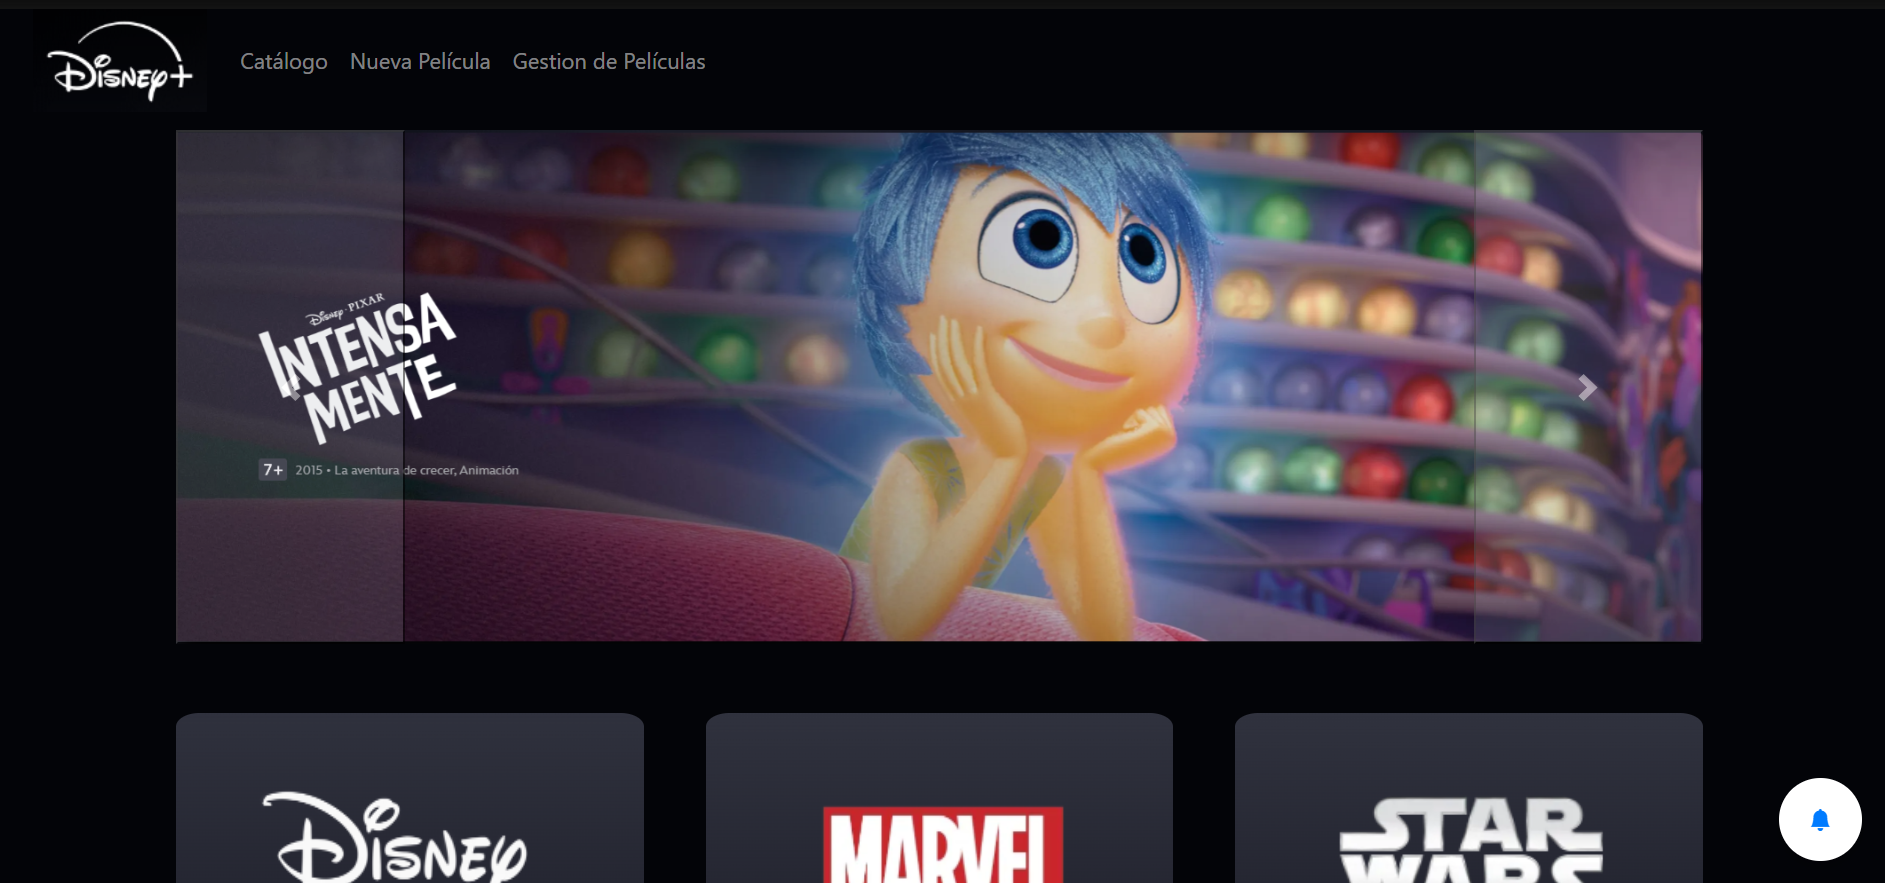 Disney+
Catálogo Nueva Película Gestion de Películas
Disney · PIXAR
INTENSA
MENTE
7+ 2015 • La aventura de crecer, Animación
Disney
MARVEL
STAR
WARS